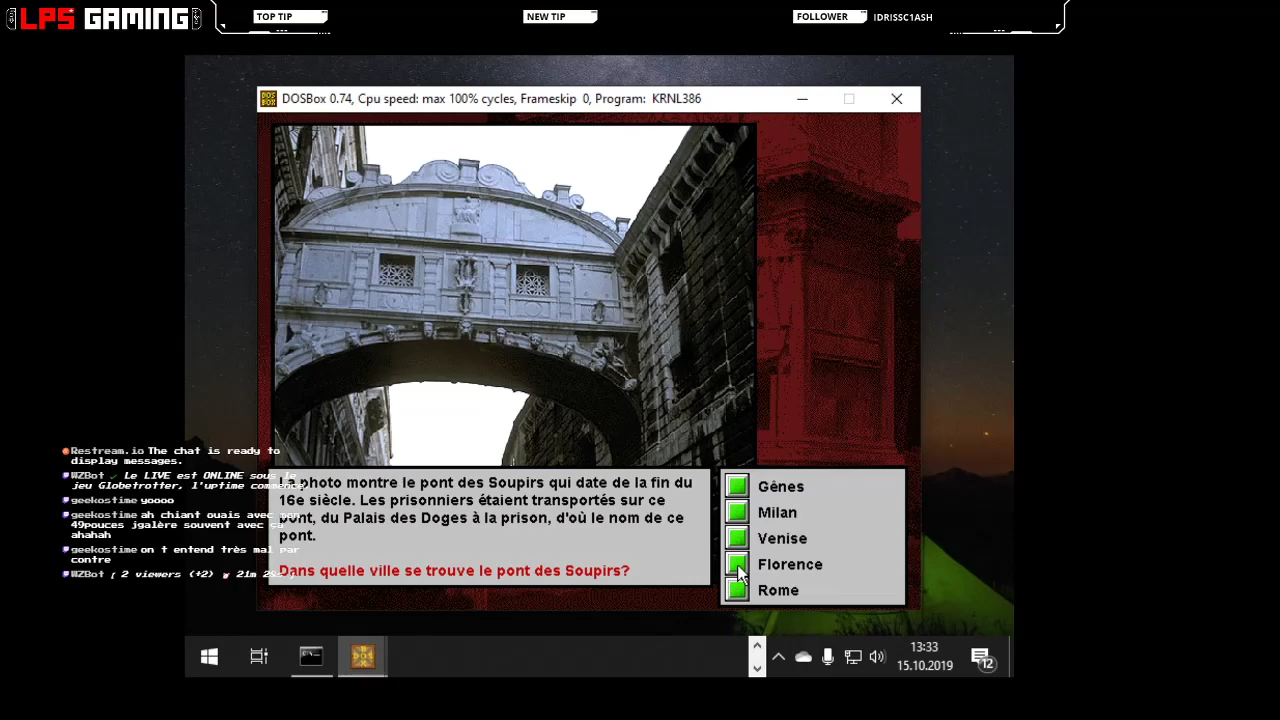 LPS GAMING
TOP TIP
NEW TIP
FOLLOWER
IDRISSC1ASH
DOSBox 0.74, Cpu speed: max 100% cycles, Frameskip 0, Program: KRNL386
Restream.io The chat is ready to
display messages.
WZBot ✓ Le LIVE est ONLINE sous le
jeu Globetrotter, l'uptime commence
geekostime yoooo
geekostime ah chiant ouais avec mon
49pouces jgalère souvent avec ça
ahahah
geekostime on t entend très mal par
contre
WZBot 2 viewers (+2)
photo montre le pont des Soupirs qui date de la fin du
16e siècle. Les prisonniers étaient transportés sur ce
pont, du Palais des Doges à la prison, d'où le nom de ce
pont.
Dans quelle ville se trouve le pont des Soupirs?
Gênes
Milan
Venise
Florence
Rome
13:33
15.10.2019
12